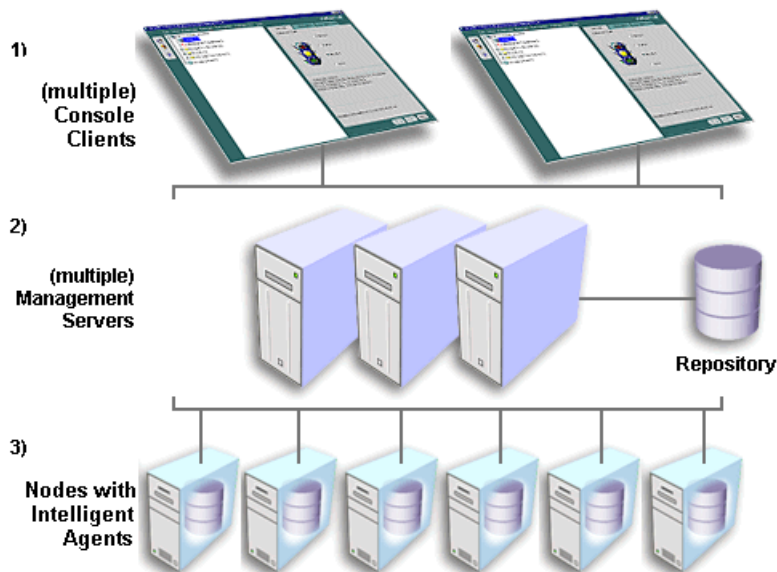 1)
(multiple)
Console
Clients
2)
(multiple)
Management
Servers
Repository
3)
Nodes with
Intelligent
Agents